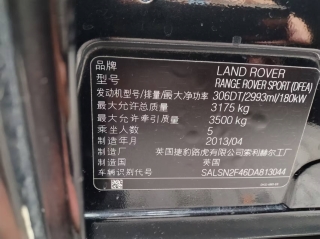 品牌 LAND ROVER
车型 RANGE ROVER SPORT (DFEA)
发动机型号/排量/最大净功率 306DT/2993ml/180kW
最大允许总质量 3175 kg
最大允许牵引质量 3500 kg
乘坐人数 5
制造年月 2013/04
制造厂 英国捷豹路虎有限公司索利赫尔工厂
制造国 英国
车辆识别代号 SALSN2F46DA813044